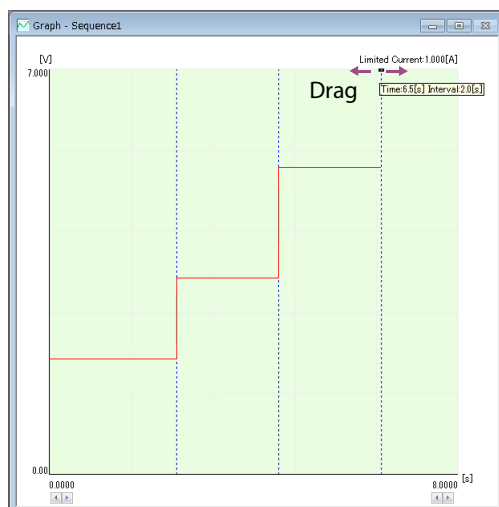 Graph - Sequence1
[V]
Limited Current:1.000[A]
7.000
Drag
Time:6.5[s] Interval:2.0[s]
0.00
0.0000
8.0000
[s]